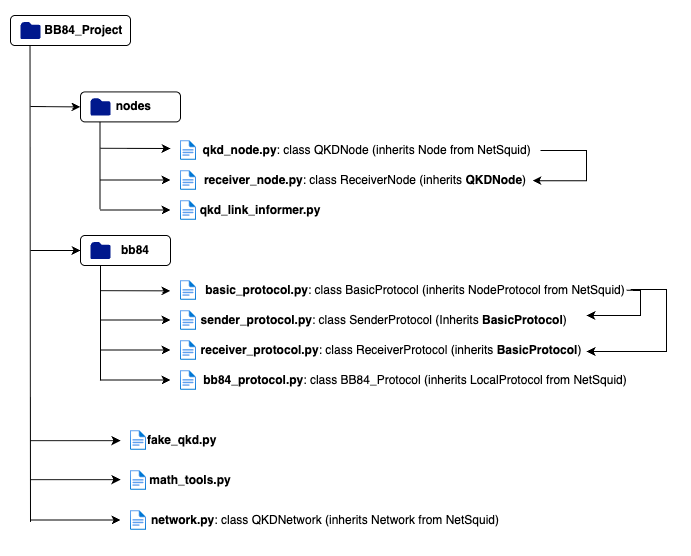 BB84_Project
nodes
qkd_node.py: class QKDNode (inherits Node from NetSquid)
receiver_node.py: class ReceiverNode (inherits QKDNode)
qkd_link_informer.py
bb84
basic_protocol.py: class BasicProtocol (inherits NodeProtocol from NetSquid)
sender_protocol.py: class SenderProtocol (Inherits BasicProtocol)
receiver_protocol.py: class ReceiverProtocol (inherits BasicProtocol)
bb84_protocol.py: class BB84_Protocol (inherits LocalProtocol from NetSquid)
fake_qkd.py
math_tools.py
network.py: class QKDNetwork (inherits Network from NetSquid)